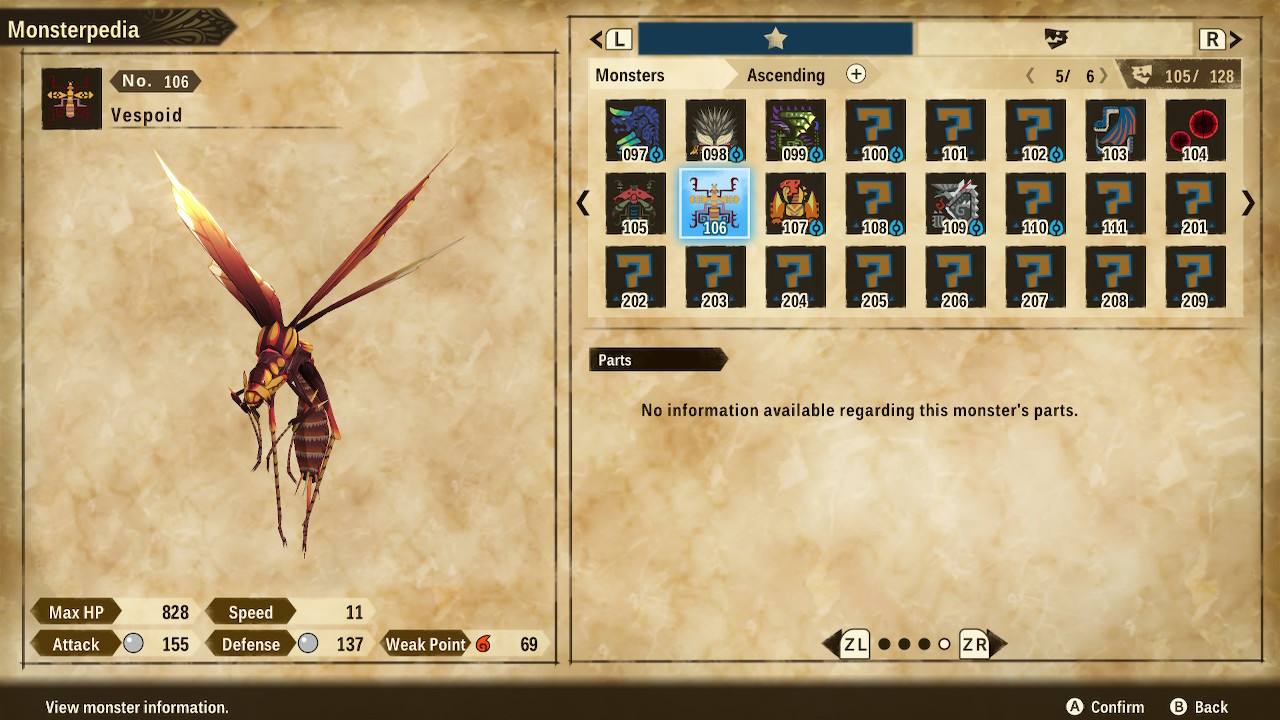 Monsterpedia
No. 106
Vespoid
L
R
Monsters
Ascending
5/ 6
105/ 128
097 098 099 100 101 102 103 104
105 106 107 108 109 110 111 201
202 203 204 205 206 207 208 209
Parts
No information available regarding this monster's parts.
Max HP 828
Speed 11
Attack 155
Defense 137
Weak Point 69
ZL
ZR
View monster information.
A Confirm
B Back